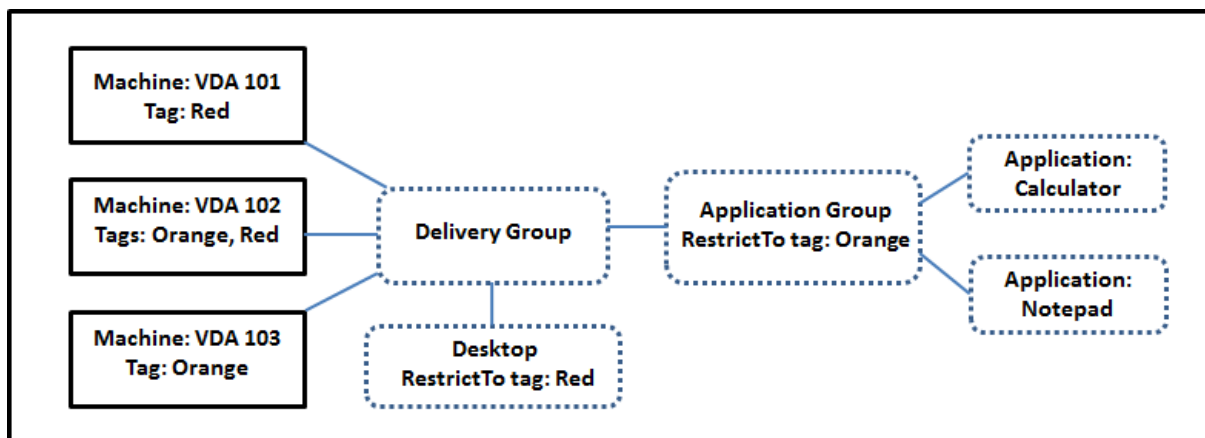 Machine: VDA 101
Tag: Red
Machine: VDA 102
Tags: Orange, Red
Machine: VDA 103
Tag: Orange
Delivery Group
Desktop
RestrictTo tag: Red
Application Group
RestrictTo tag: Orange
Application:
Calculator
Application:
Notepad